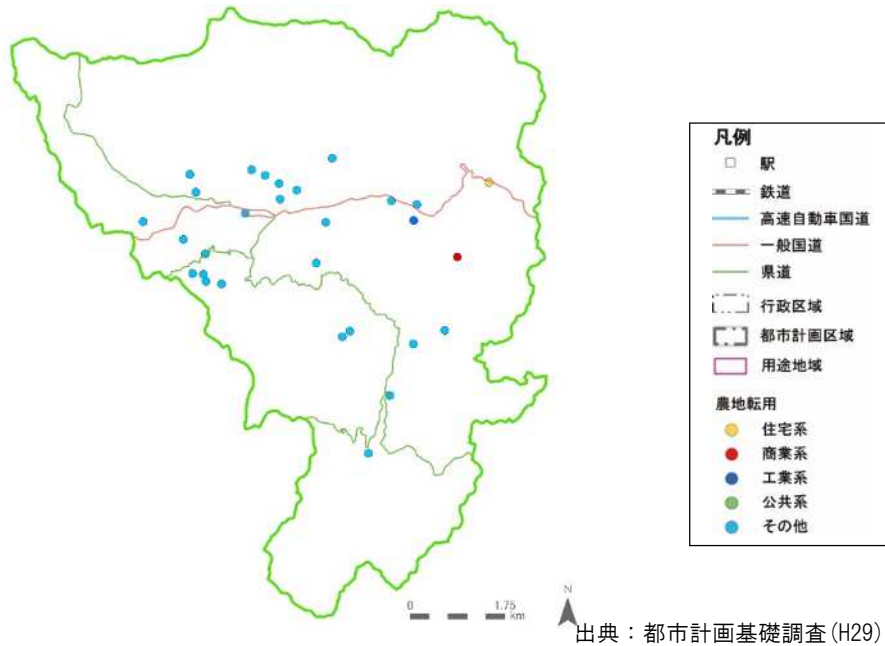 凡例
駅
鉄道
高速自動車国道
一般国道
県道
行政区域
都市計画区域
用途地域
農地転用
住宅系
商業系
工業系
公共系
その他
0 1.75
km
N
出典：都市計画基礎調査(H29)